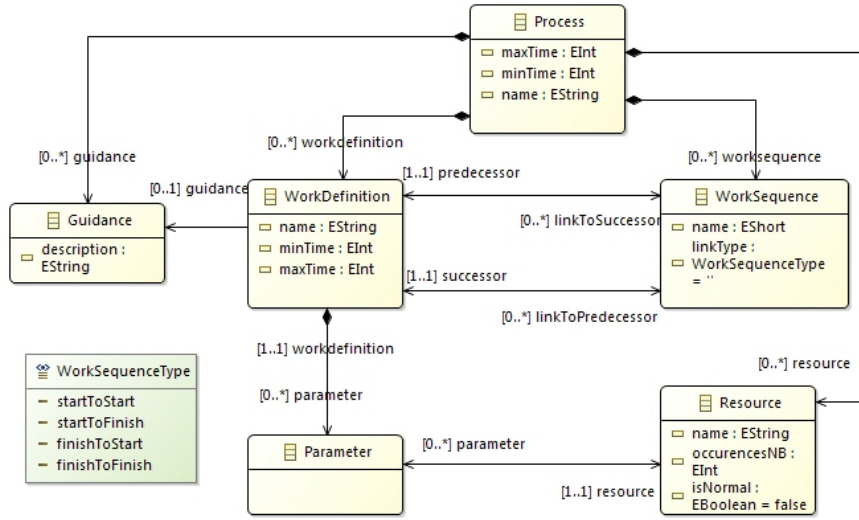 Process
maxTime : EInt
minTime : EInt
name : EString
[0..*] workdefinition
[0..*] guidance
[0..*] worksequence
[1..1] predecessor
[0..1] guidance
WorkDefinition
name : EString
minTime : EInt
maxTime : EInt
WorkSequence
name : EShort
linkType :
WorkSequenceType
= "
Guidance
description :
EString
[0..*] linkToSuccessor
[1..1] successor
[0..*] linkToPredecessor
[1..1] workdefinition
WorkSequenceType
startToStart
startToFinish
finishToStart
finishToFinish
[0..*] resource
[0..*] parameter
Resource
name : EString
occurencesNB :
EInt
isNormal :
EBoolean = false
Parameter
[0..*] parameter
[1..1] resource